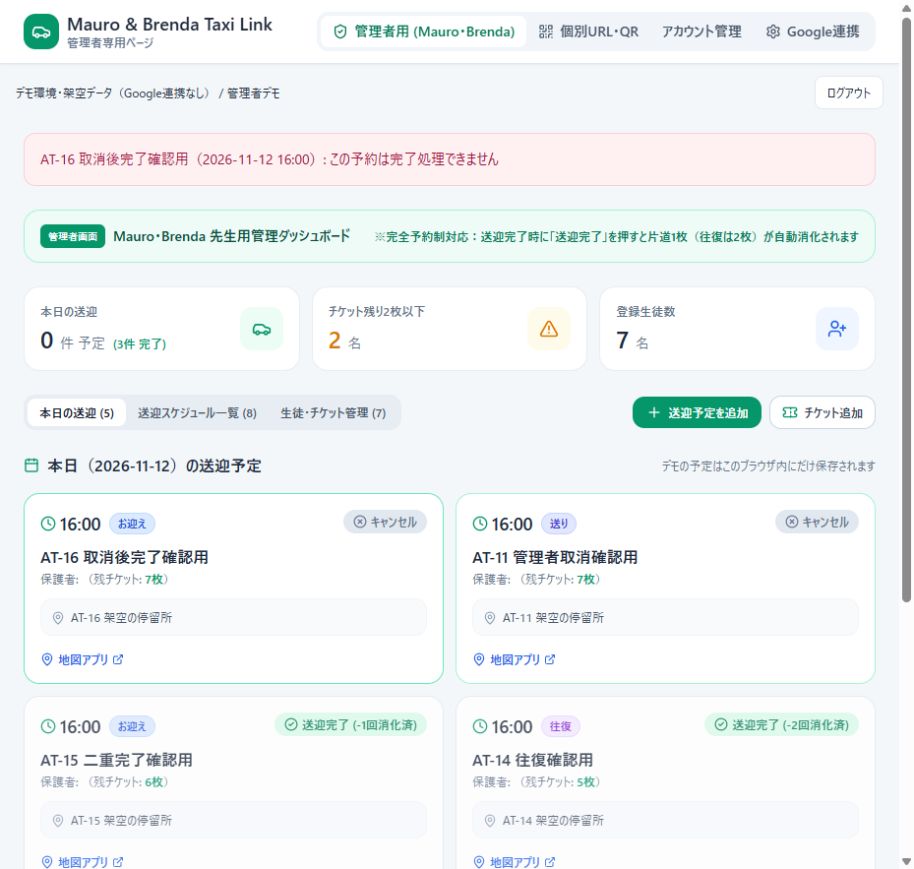 Mauro & Brenda Taxi Link
管理者専用ページ
管理者用 (Mauro・Brenda)
個別URL・QR
アカウント管理
Google連携
デモ環境・架空データ（Google連携なし） / 管理者デモ
ログアウト
AT-16 取消後完了確認用（2026-11-12 16:00）: この予約は完了処理できません
管理者画面
Mauro・Brenda 先生用管理ダッシュボード
※完全予約制対応：送迎完了時に「送迎完了」を押すと片道1枚（往復は2枚）が自動消化されます
本日の送迎
0 件 予定 (3件 完了)
チケット残り2枚以下
2 名
登録生徒数
7 名
本日の送迎 (5)
送迎スケジュール一覧 (8)
生徒・チケット管理 (7)
送迎予定を追加
チケット追加
本日（2026-11-12）の送迎予定
デモの予定はこのブラウザ内にだけ保存されます
16:00 お迎え
キャンセル
AT-16 取消後完了確認用
保護者: （残チケット: 7枚）
AT-16 架空の停留所
地図アプリ
16:00 送り
キャンセル
AT-11 管理者取消確認用
保護者: （残チケット: 7枚）
AT-11 架空の停留所
地図アプリ
16:00 お迎え
送迎完了 (-1回消化済)
AT-15 二重完了確認用
保護者: （残チケット: 6枚）
AT-15 架空の停留所
地図アプリ
16:00 往復
送迎完了 (-2回消化済)
AT-14 往復確認用
保護者: （残チケット: 5枚）
AT-14 架空の停留所
地図アプリ